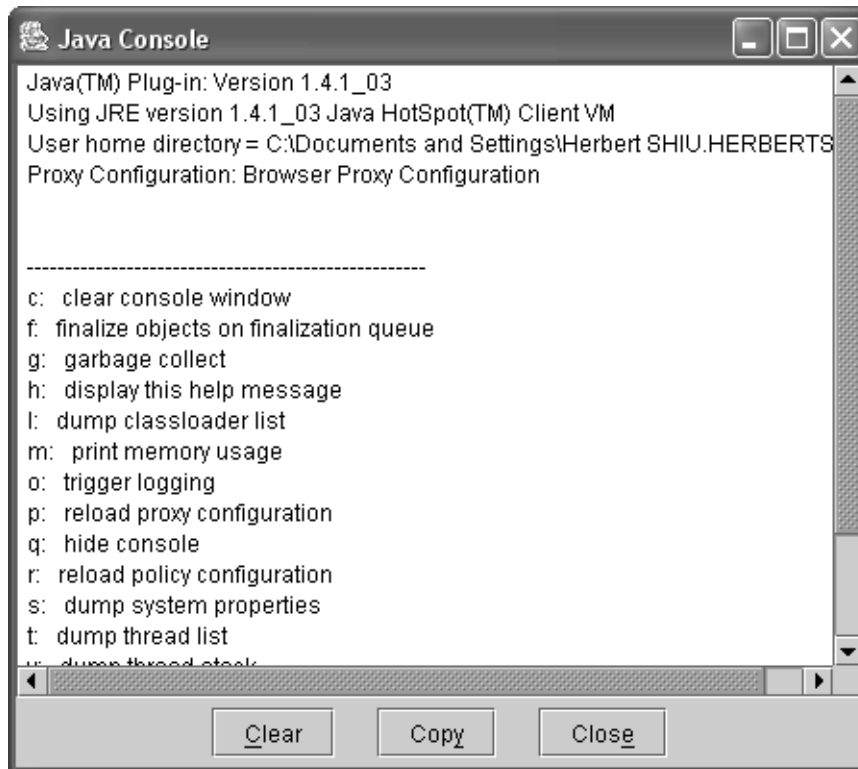 Java Console
Java(TM) Plug-in: Version 1.4.1_03
Using JRE version 1.4.1_03 Java HotSpot(TM) Client VM
User home directory = C:\Documents and Settings\Herbert SHIU.HERBERTS
Proxy Configuration: Browser Proxy Configuration
----------------------------------------------------
c: clear console window
f: finalize objects on finalization queue
g: garbage collect
h: display this help message
l: dump classloader list
m: print memory usage
o: trigger logging
p: reload proxy configuration
q: hide console
r: reload policy configuration
s: dump system properties
t: dump thread list
dump thread stack
Clear Copy Close